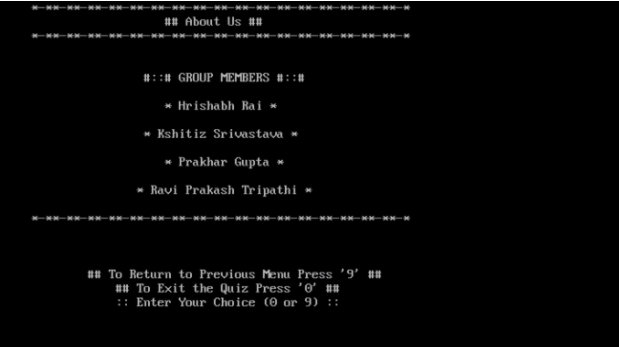 *-**-**-**-**-**-**-**-**-**-**-**-**-**-**-**-**-**-*
## About Us ##
*-**-**-**-**-**-**-**-**-**-**-**-**-**-**-**-**-**-*
#::# GROUP MEMBERS #::#
* Hrishabh Rai *
* Kshitiz Srivastava *
* Prakhar Gupta *
* Ravi Prakash Tripathi *
*-**-**-**-**-**-**-**-**-**-**-**-**-**-**-**-**-**-*
## To Return to Previous Menu Press '9' ##
## To Exit the Quiz Press '0' ##
:: Enter Your Choice (0 or 9) ::